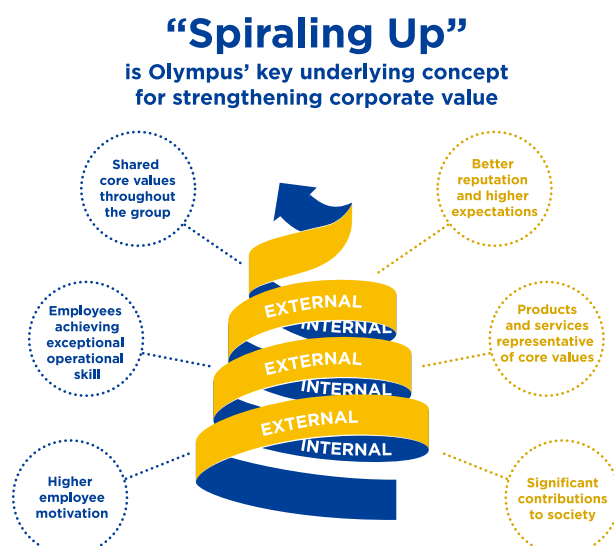 “Spiraling Up”
is Olympus’ key underlying concept
for strengthening corporate value
Shared
core values
throughout
the group
Better
reputation
and higher
expectations
EXTERNAL
INTERNAL
Employees
achieving
exceptional
operational
skill
Products
and services
representative
of core values
EXTERNAL
INTERNAL
EXTERNAL
INTERNAL
Higher
employee
motivation
Significant
contributions
to society